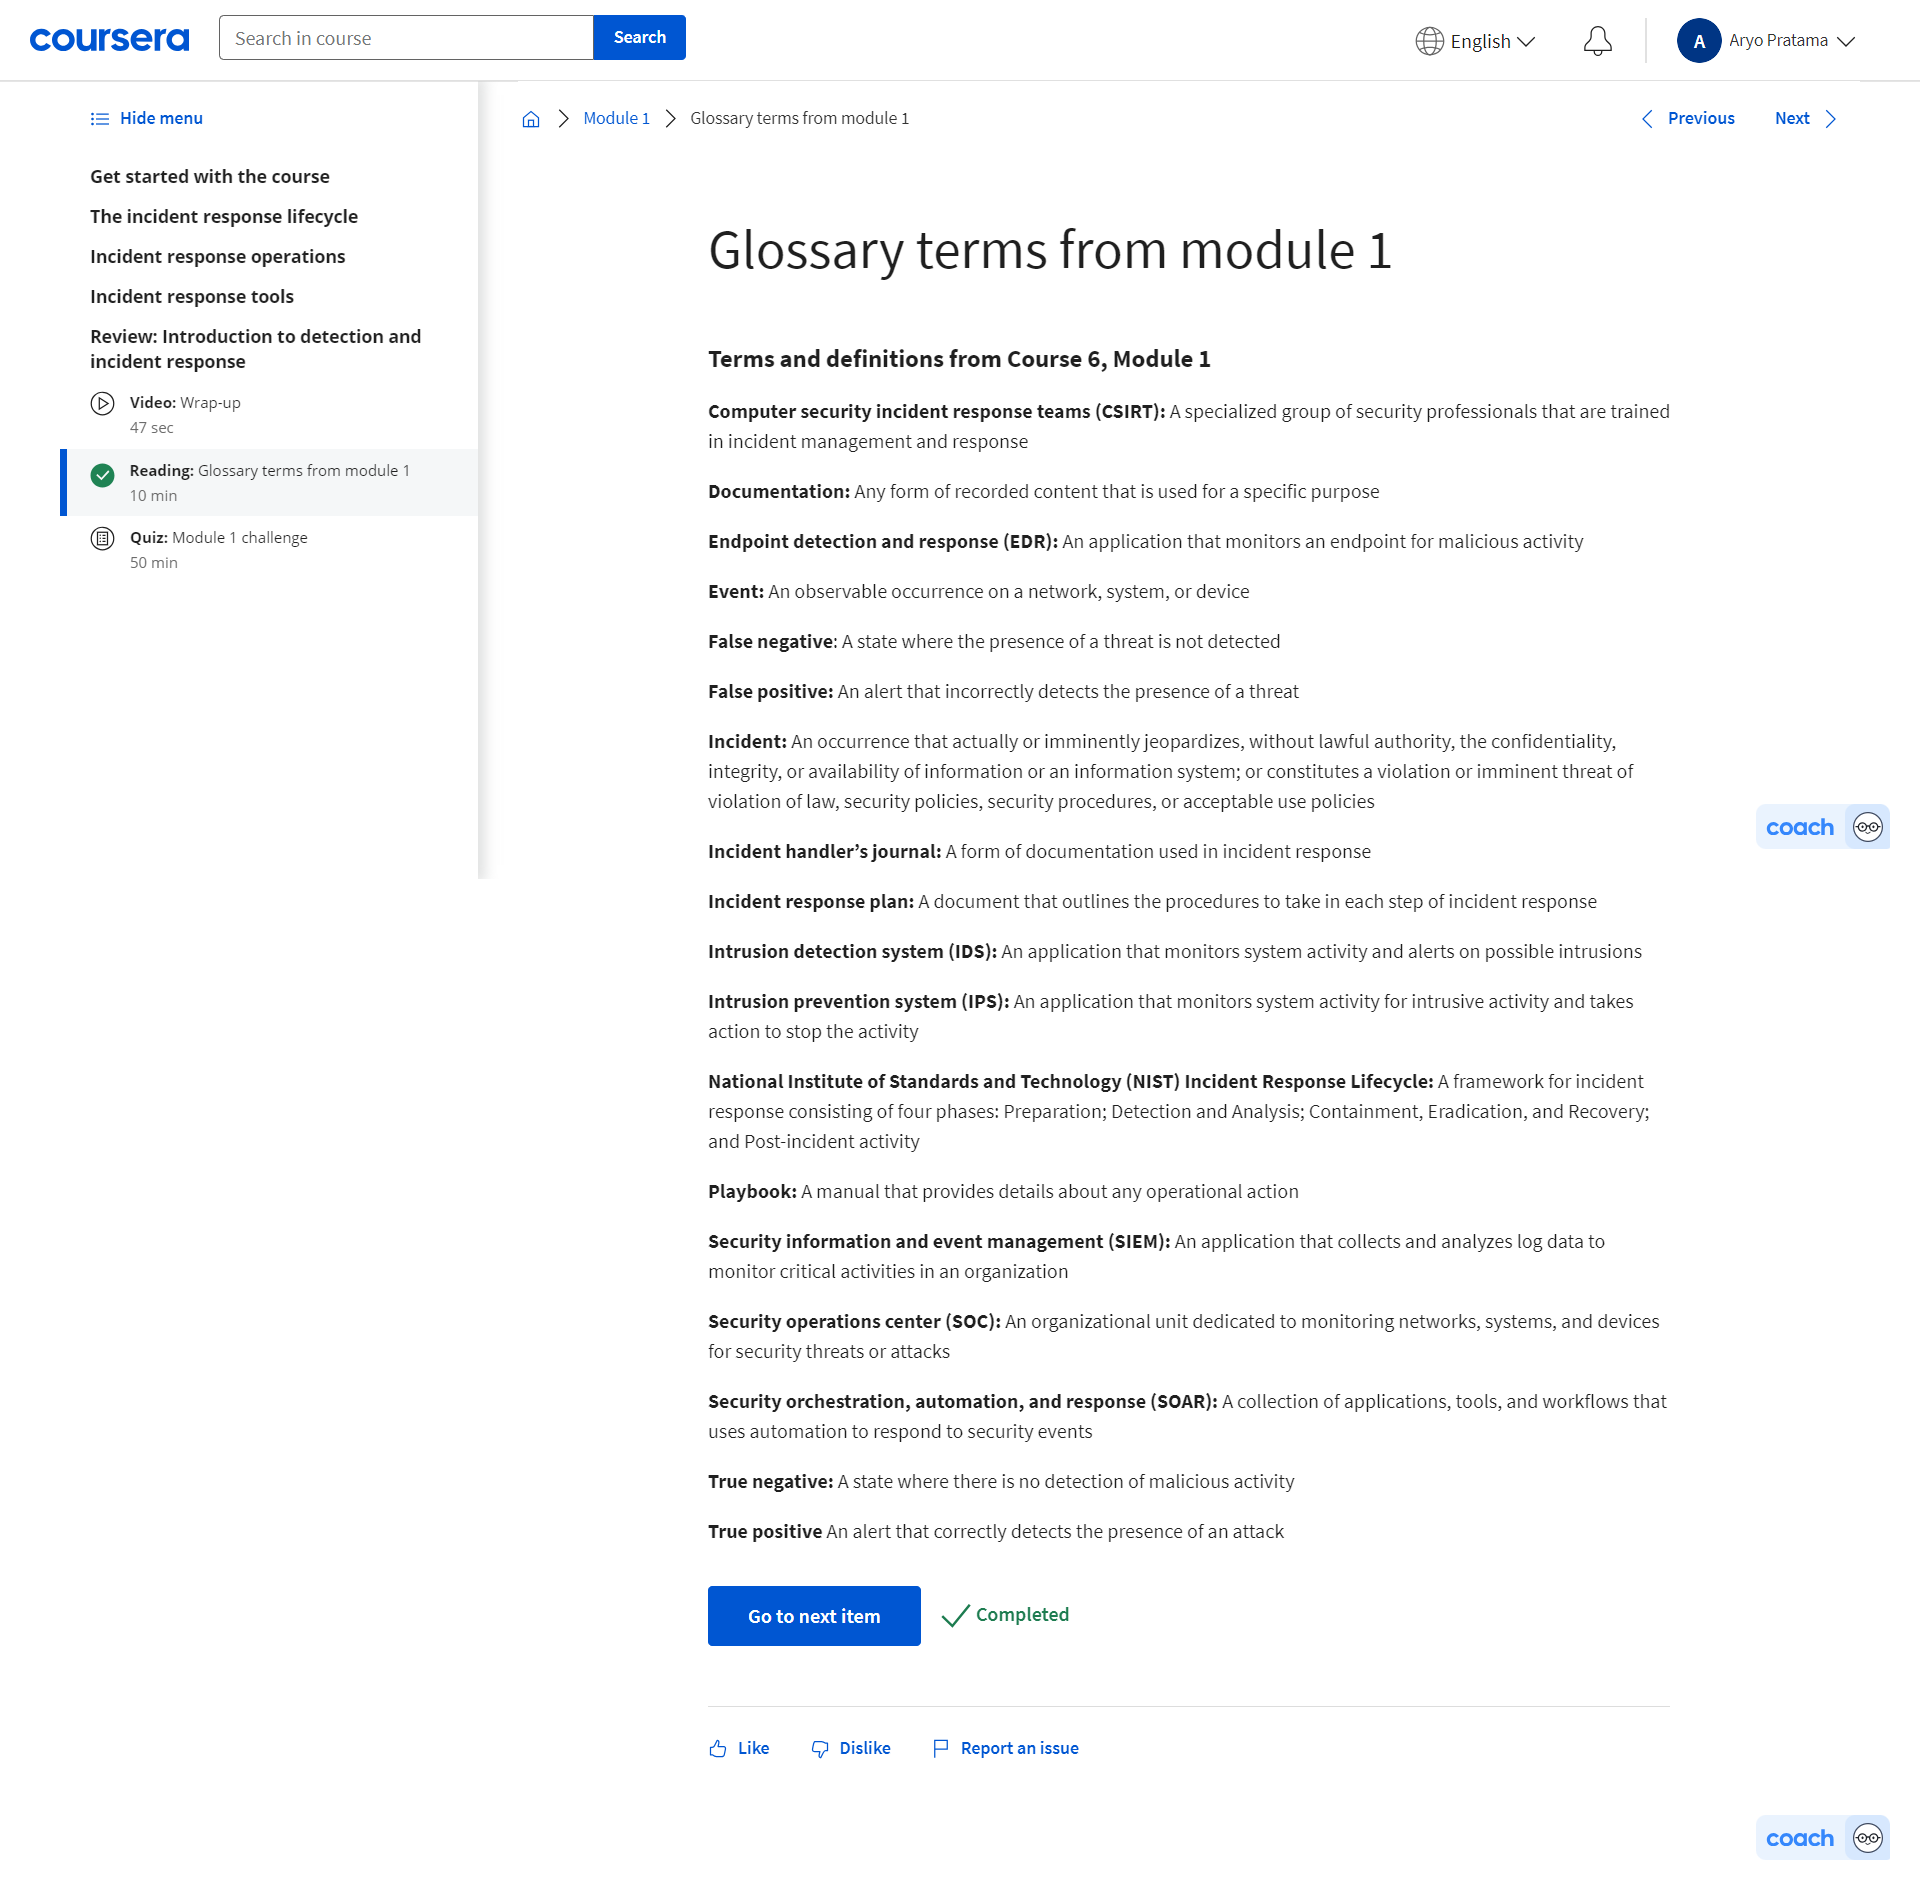 coursera
Search in course
Search
English
A
Aryo Pratama
Hide menu
Get started with the course
The incident response lifecycle
Incident response operations
Incident response tools
Review: Introduction to detection and
incident response
Video: Wrap-up
47 sec
Reading: Glossary terms from module 1
10 min
Quiz: Module 1 challenge
50 min
Module 1
Glossary terms from module 1
Previous
Next
Glossary terms from module 1
Terms and definitions from Course 6, Module 1
Computer security incident response teams (CSIRT): A specialized group of security professionals that are trained
in incident management and response
Documentation: Any form of recorded content that is used for a specific purpose
Endpoint detection and response (EDR): An application that monitors an endpoint for malicious activity
Event: An observable occurrence on a network, system, or device
False negative: A state where the presence of a threat is not detected
False positive: An alert that incorrectly detects the presence of a threat
Incident: An occurrence that actually or imminently jeopardizes, without lawful authority, the confidentiality,
integrity, or availability of information or an information system; or constitutes a violation or imminent threat of
violation of law, security policies, security procedures, or acceptable use policies
Incident handler’s journal: A form of documentation used in incident response
Incident response plan: A document that outlines the procedures to take in each step of incident response
Intrusion detection system (IDS): An application that monitors system activity and alerts on possible intrusions
Intrusion prevention system (IPS): An application that monitors system activity for intrusive activity and takes
action to stop the activity
National Institute of Standards and Technology (NIST) Incident Response Lifecycle: A framework for incident
response consisting of four phases: Preparation; Detection and Analysis; Containment, Eradication, and Recovery;
and Post-incident activity
Playbook: A manual that provides details about any operational action
Security information and event management (SIEM): An application that collects and analyzes log data to
monitor critical activities in an organization
Security operations center (SOC): An organizational unit dedicated to monitoring networks, systems, and devices
for security threats or attacks
Security orchestration, automation, and response (SOAR): A collection of applications, tools, and workflows that
uses automation to respond to security events
True negative: A state where there is no detection of malicious activity
True positive An alert that correctly detects the presence of an attack
Go to next item
Completed
Like
Dislike
Report an issue
coach
coach